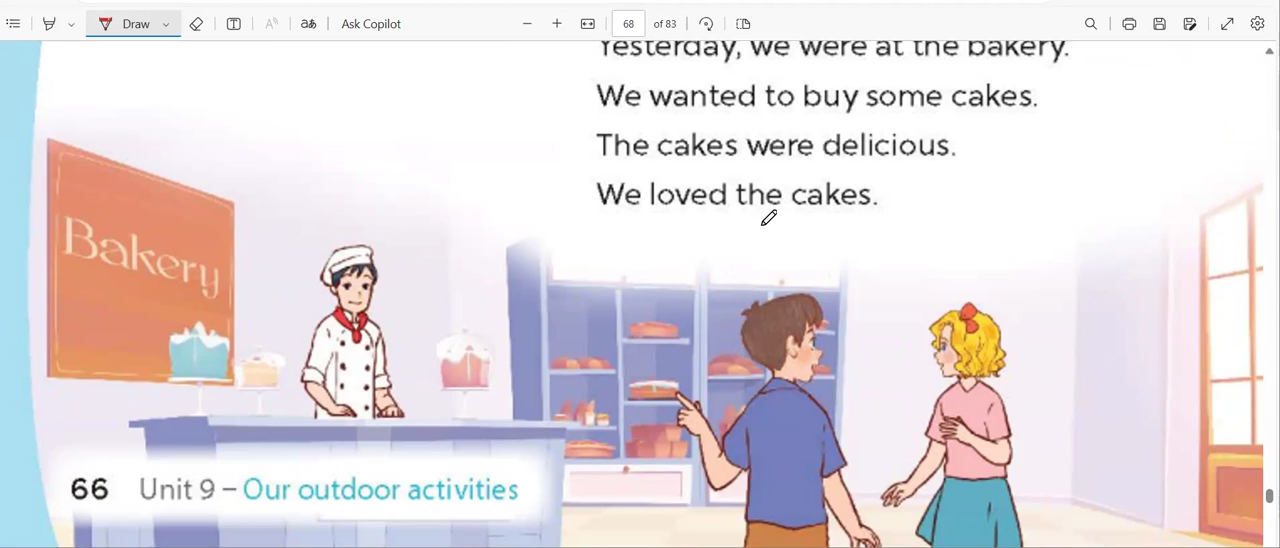 Draw
Ask Copilot
68 of 83
Yesterday, we were at the bakery.
We wanted to buy some cakes.
The cakes were delicious.
We loved the cakes.
Bakery
66 Unit 9 – Our outdoor activities